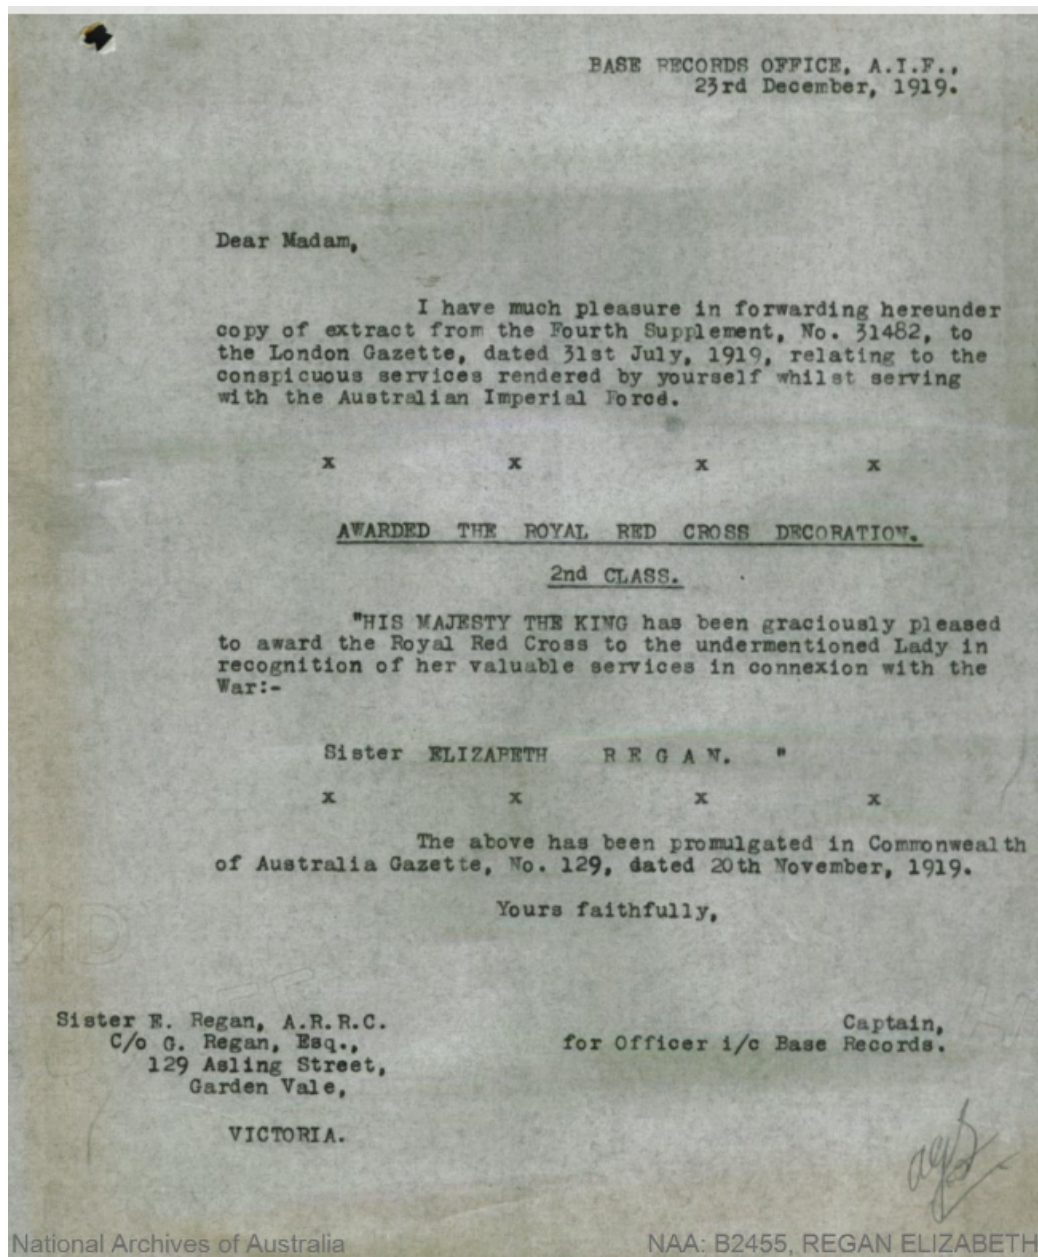 BASE RECORDS OFFICE, A.I.F.,
23rd December, 1919.
Dear Madam,
I have much pleasure in forwarding hereunder
copy of extract from the Fourth Supplement, No. 31482, to
the London Gazette, dated 31st July, 1919, relating to the
conspicuous services rendered by yourself whilst serving
with the Australian Imperial Force.
x x x x
AWARDED THE ROYAL RED CROSS DECORATION.
2nd CLASS.
"HIS MAJESTY THE KING has been graciously pleased
to award the Royal Red Cross to the undermentioned Lady in
recognition of her valuable services in connexion with the
War:-
Sister ELIZABETH R E G A N. "
x x x x
The above has been promulgated in Commonwealth
of Australia Gazette, No. 129, dated 20th November, 1919.
Yours faithfully,
Sister E. Regan, A.R.R.C.
C/o G. Regan, Esq.,
129 Asling Street,
Garden Vale,
VICTORIA.
Captain,
for Officer i/c Base Records.
National Archives of Australia
NAA: B2455, REGAN ELIZABETH